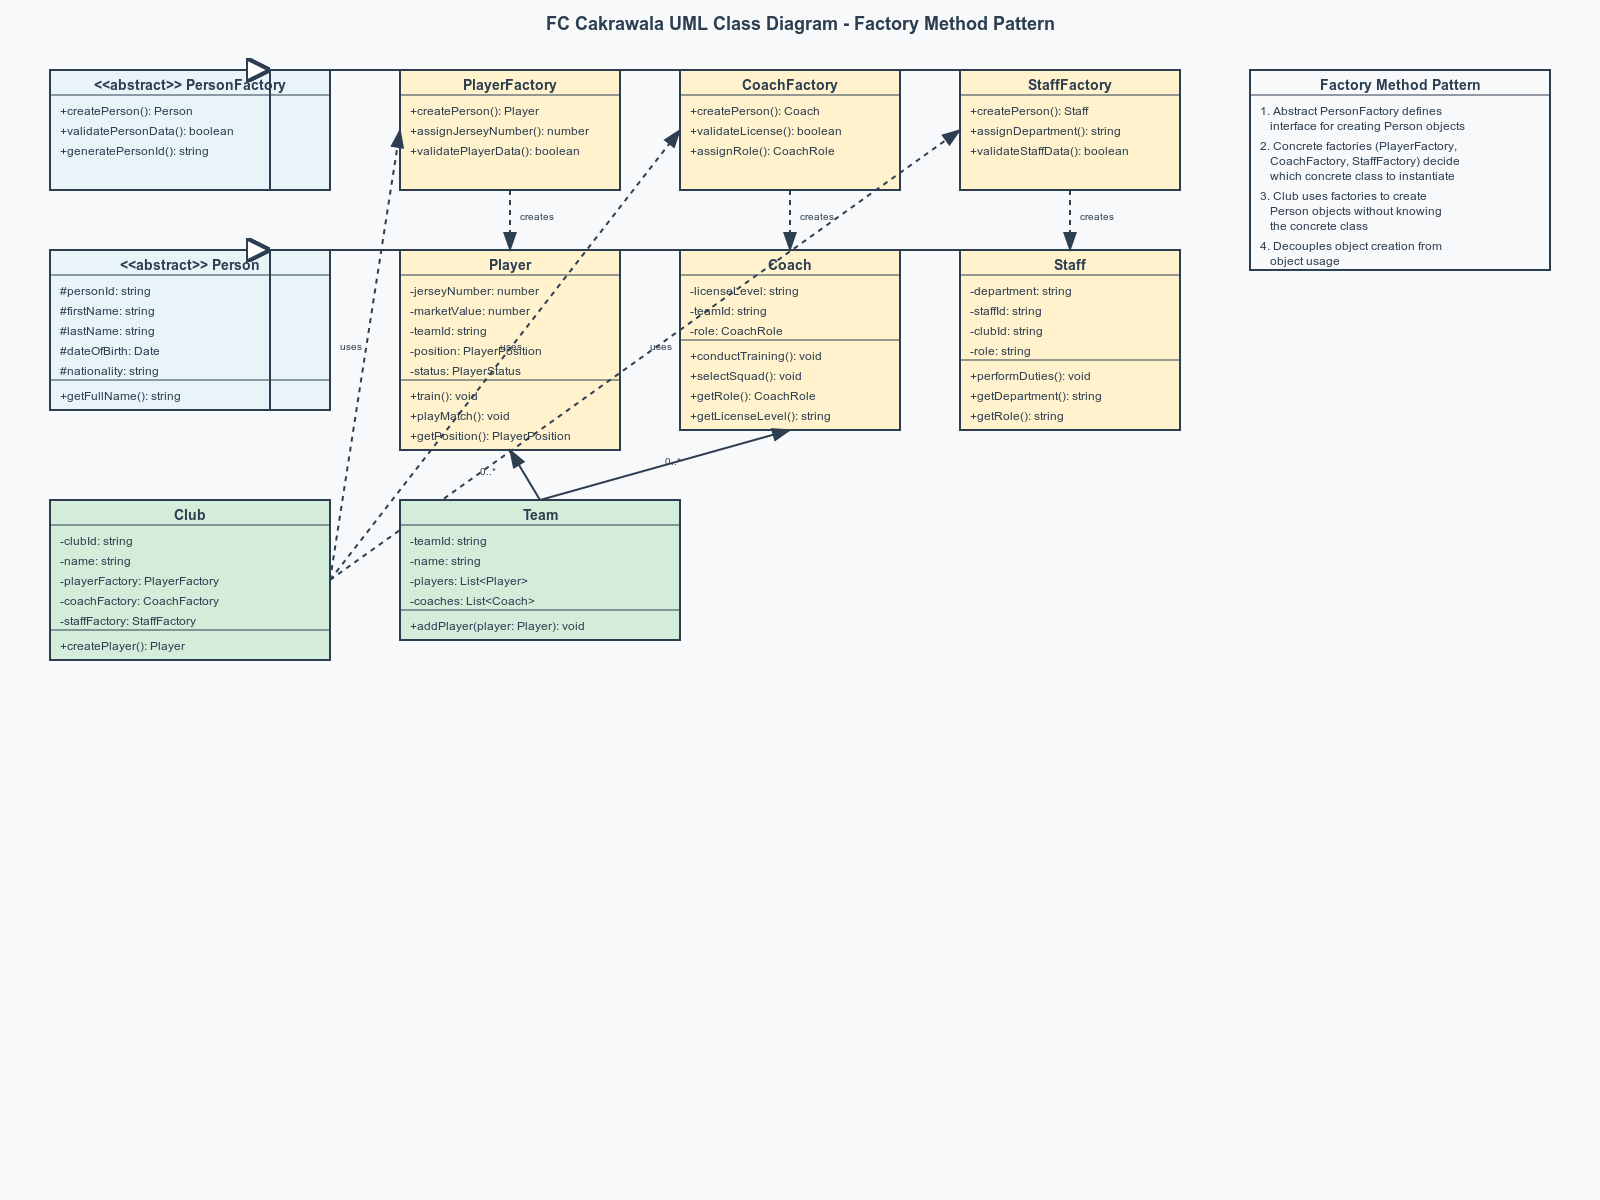 FC Cakrawala UML Class Diagram - Factory Method Pattern
<<abstract>> PersonFactory
+createPerson(): Person
+validatePersonData(): boolean
+generatePersonId(): string
PlayerFactory
+createPerson(): Player
+assignJerseyNumber(): number
+validatePlayerData(): boolean
CoachFactory
+createPerson(): Coach
+validateLicense(): boolean
+assignRole(): CoachRole
StaffFactory
+createPerson(): Staff
+assignDepartment(): string
+validateStaffData(): boolean
Factory Method Pattern
1. Abstract PersonFactory defines
interface for creating Person objects
2. Concrete factories (PlayerFactory,
CoachFactory, StaffFactory) decide
which concrete class to instantiate
3. Club uses factories to create
Person objects without knowing
the concrete class
4. Decouples object creation from
object usage
creates
creates
creates
<<abstract>> Person
#personId: string
#firstName: string
#lastName: string
#dateOfBirth: Date
#nationality: string
+getFullName(): string
Player
-jerseyNumber: number
-marketValue: number
-teamId: string
-position: PlayerPosition
-status: PlayerStatus
+train(): void
+playMatch(): void
+getPosition(): PlayerPosition
Coach
-licenseLevel: string
-teamId: string
-role: CoachRole
+conductTraining(): void
+selectSquad(): void
+getRole(): CoachRole
+getLicenseLevel(): string
Staff
-department: string
-staffId: string
-clubId: string
-role: string
+performDuties(): void
+getDepartment(): string
+getRole(): string
uses
uses
uses
0..*
0..*
Club
-clubId: string
-name: string
-playerFactory: PlayerFactory
-coachFactory: CoachFactory
-staffFactory: StaffFactory
+createPlayer(): Player
Team
-teamId: string
-name: string
-players: List<Player>
-coaches: List<Coach>
+addPlayer(player: Player): void